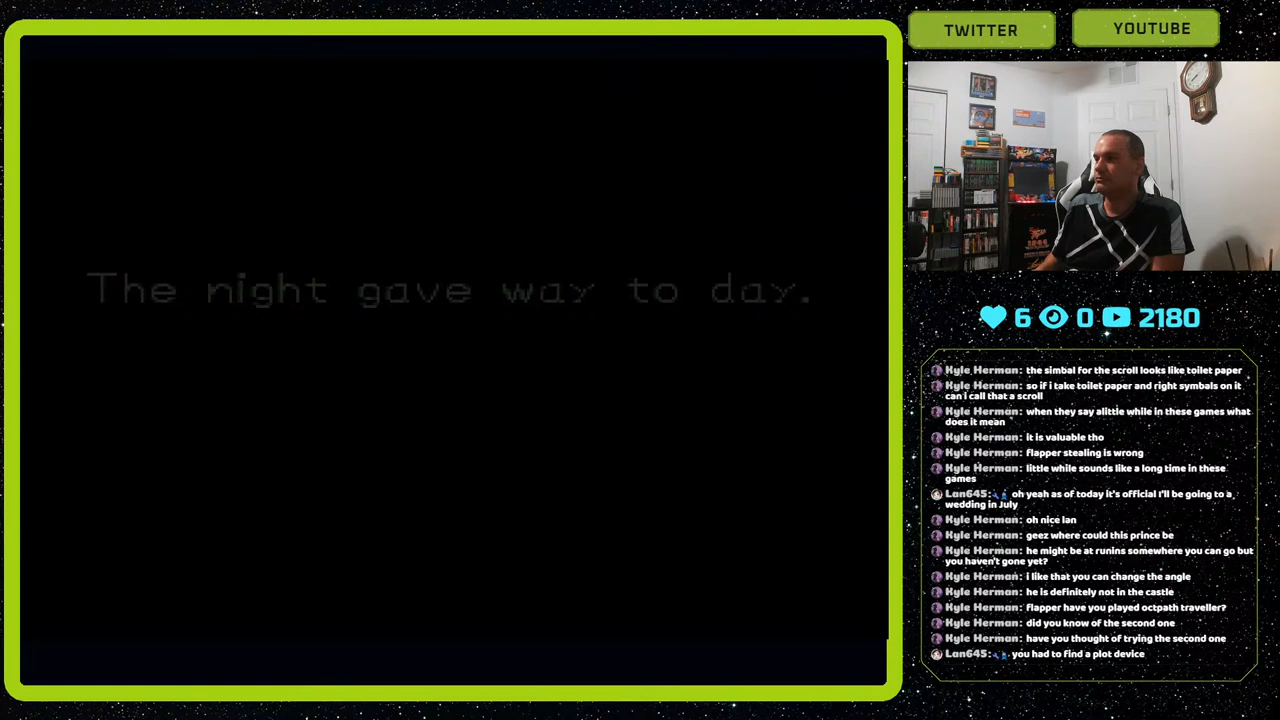 TWITTER
YOUTUBE
The night gave way to day.
6 0 2180
Kyle Herman: the simbal for the scroll looks like toilet paper
Kyle Herman: so if i take toilet paper and right symbols on it
can i call that a scroll
Kyle Herman: when they say alittle while in these games what
does it mean
Kyle Herman: it is valuable tho
Kyle Herman: flapper stealing is wrong
Kyle Herman: little while sounds like a long time in these
games
Lan645: oh yeah as of today it's official I'll be going to a
wedding in July
Kyle Herman: oh nice lan
Kyle Herman: geez where could this prince be
Kyle Herman: he might be at runins somewhere you can go but
you haven't gone yet?
Kyle Herman: i like that you can change the angle
Kyle Herman: he is definitely not in the castle
Kyle Herman: flapper have you played octpath traveller?
Kyle Herman: did you know of the second one
Kyle Herman: have you thought of trying the second one
Lan645: you had to find a plot device